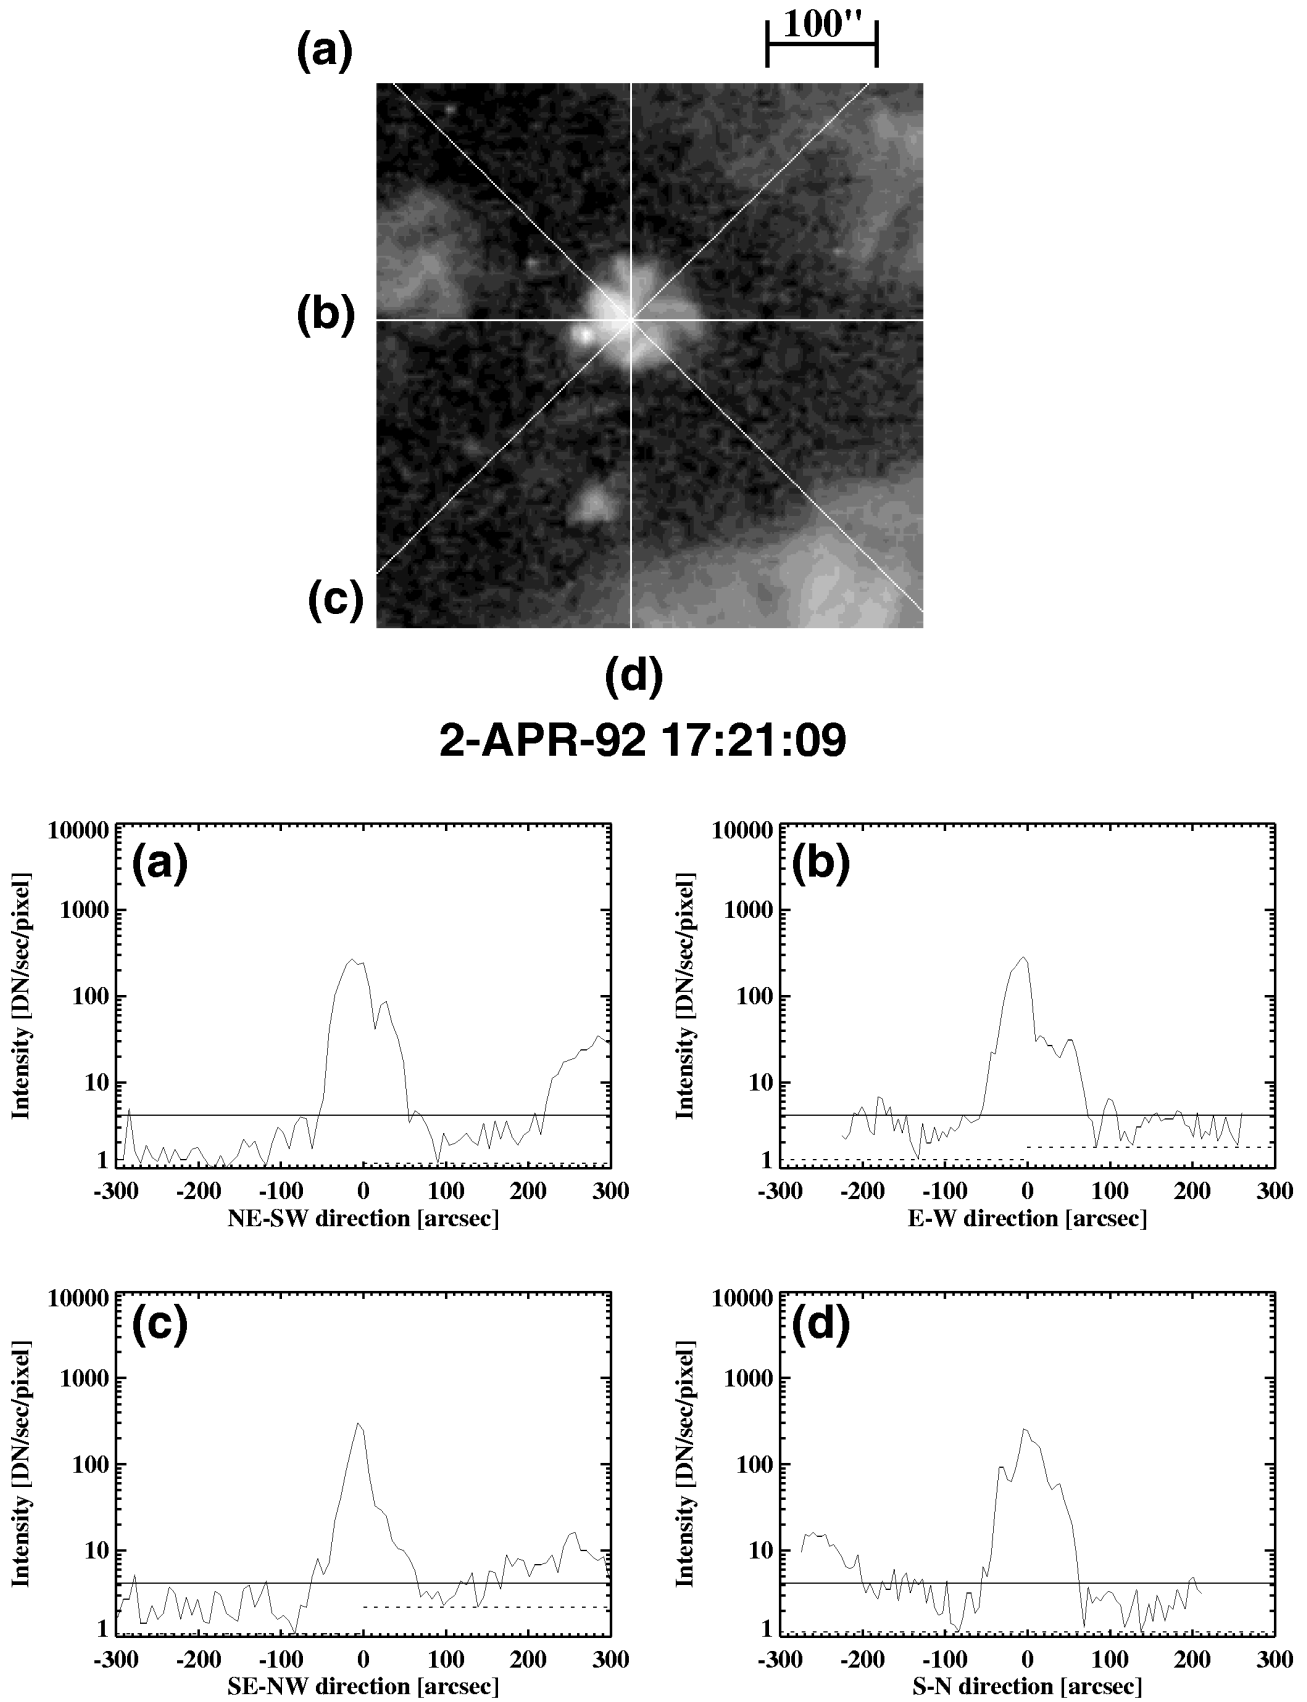 100"
(a)
(b)
(c)
(d)
2-APR-92 17:21:09
(a)
10000
1000
100
10
1
Intensity [DN/sec/pixel]
-300 -200 -100 0 100 200 300
NE-SW direction [arcsec]
(b)
10000
1000
100
10
1
Intensity [DN/sec/pixel]
-300 -200 -100 0 100 200 300
E-W direction [arcsec]
(c)
10000
1000
100
10
1
Intensity [DN/sec/pixel]
-300 -200 -100 0 100 200 300
SE-NW direction [arcsec]
(d)
10000
1000
100
10
1
Intensity [DN/sec/pixel]
-300 -200 -100 0 100 200 300
S-N direction [arcsec]